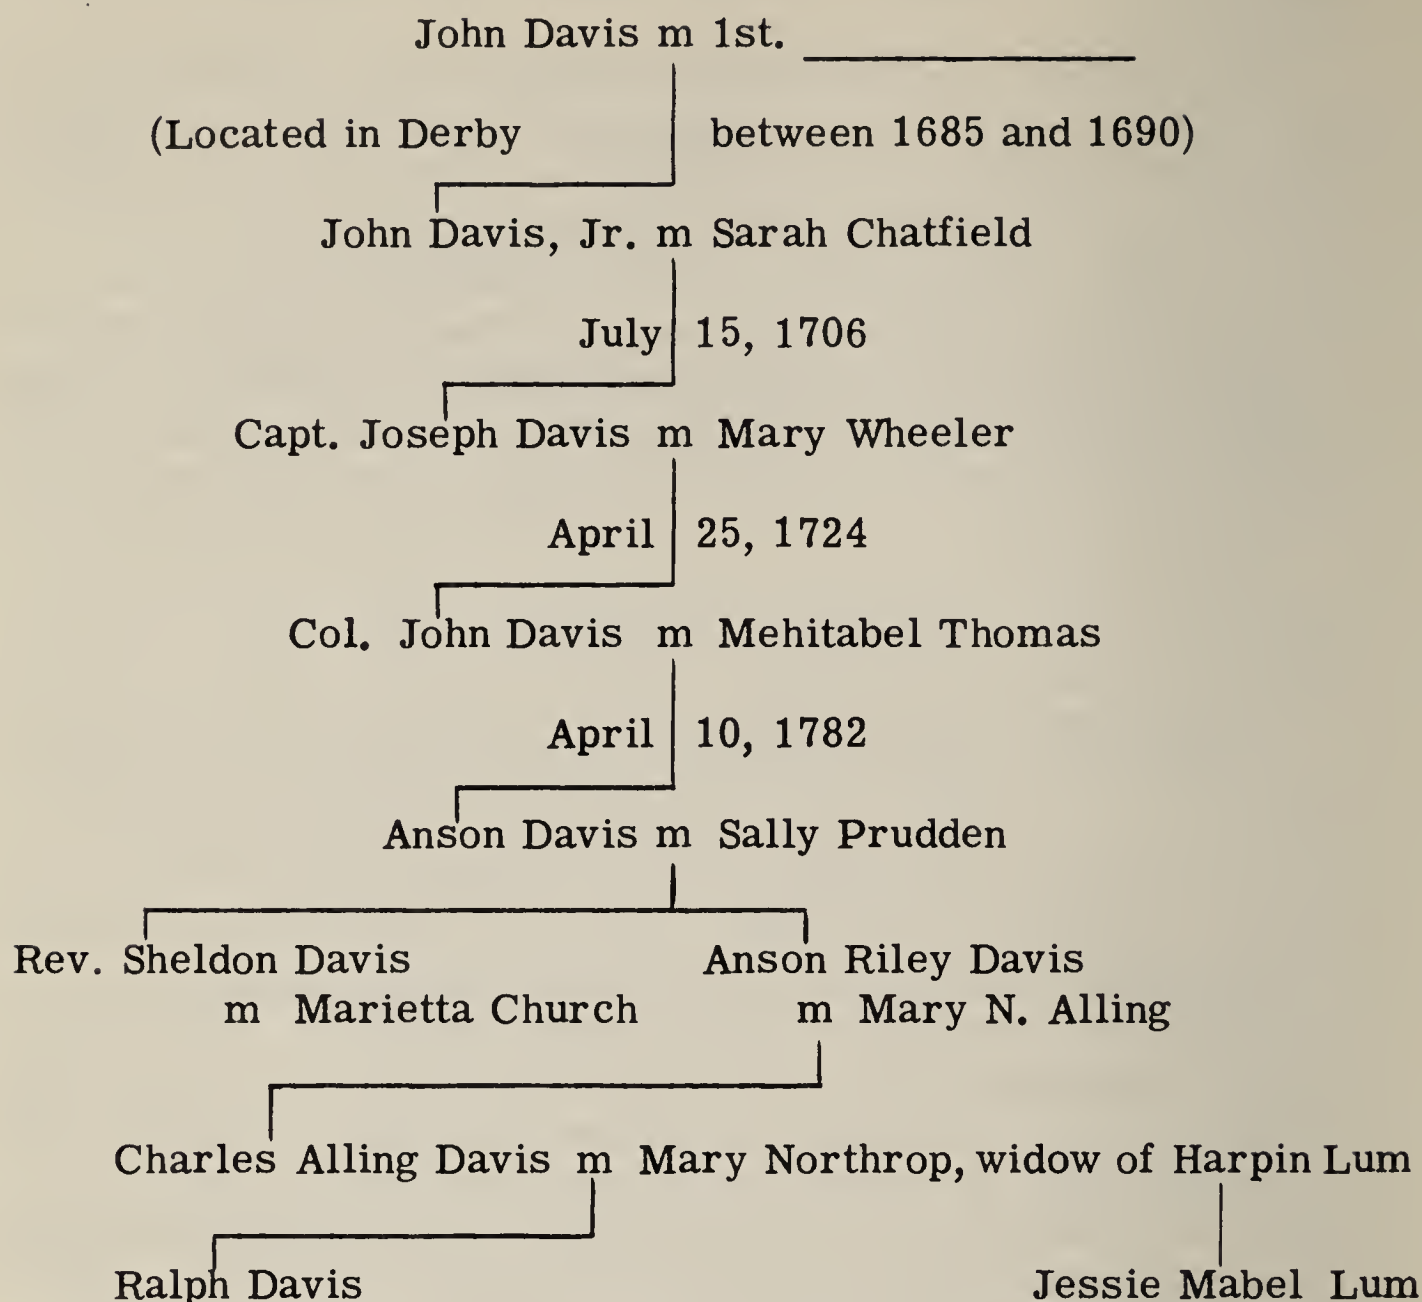 John Davis m 1st. ____________
(Located in Derby between 1685 and 1690)
John Davis, Jr. m Sarah Chatfield
July 15, 1706
Capt. Joseph Davis m Mary Wheeler
April 25, 1724
Col. John Davis m Mehitabel Thomas
April 10, 1782
Anson Davis m Sally Prudden
Rev. Sheldon Davis Anson Riley Davis
m Marietta Church m Mary N. Alling
Charles Alling Davis m Mary Northrop, widow of Harpin Lum
Ralph Davis Jessie Mabel Lum